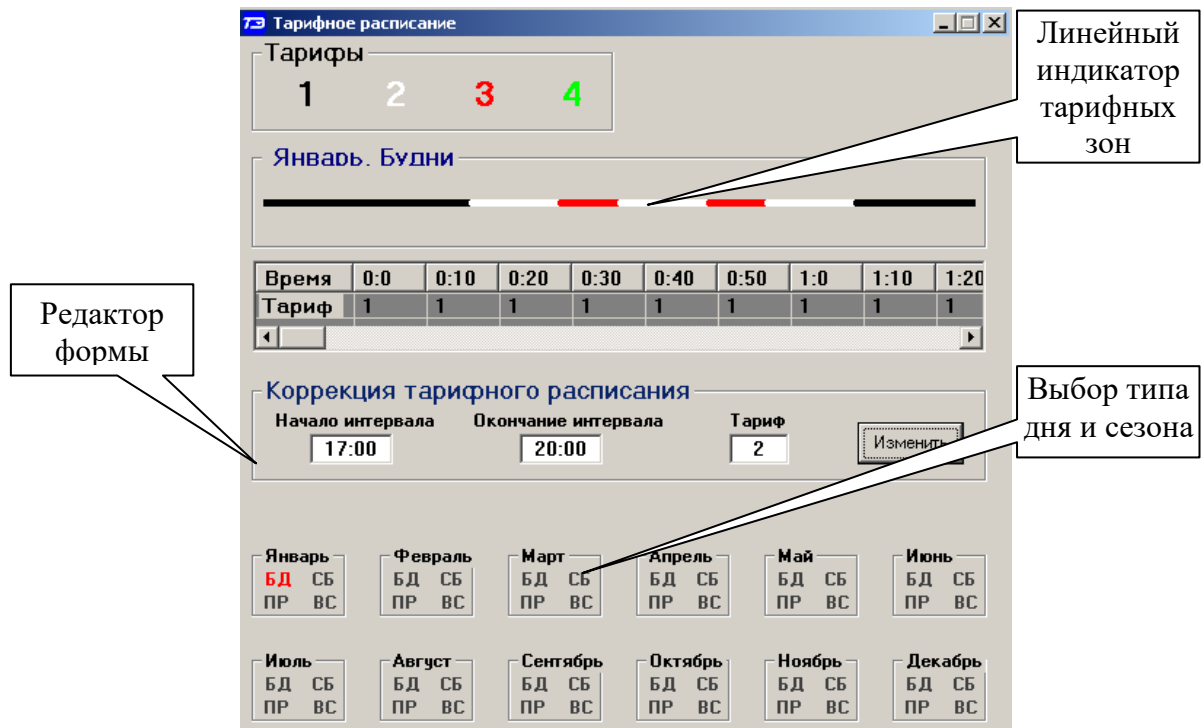 ТЭ Тарифное расписание
Тарифы
1 2 3 4
Линейный
индикатор
тарифных
зон
Январь. Будни
Время 0:0 0:10 0:20 0:30 0:40 0:50 1:0 1:10 1:20
Тариф 1 1 1 1 1 1 1 1 1
Редактор
формы
Коррекция тарифного расписания
Начало интервала Окончание интервала Тариф
17:00 20:00 2 Изменить
Выбор типа
дня и сезона
Январь Февраль Март Апрель Май Июнь
БД СБ БД СБ БД СБ БД СБ БД СБ БД СБ
ПР ВС ПР ВС ПР ВС ПР ВС ПР ВС ПР ВС
Июль Август Сентябрь Октябрь Ноябрь Декабрь
БД СБ БД СБ БД СБ БД СБ БД СБ БД СБ
ПР ВС ПР ВС ПР ВС ПР ВС ПР ВС ПР ВС